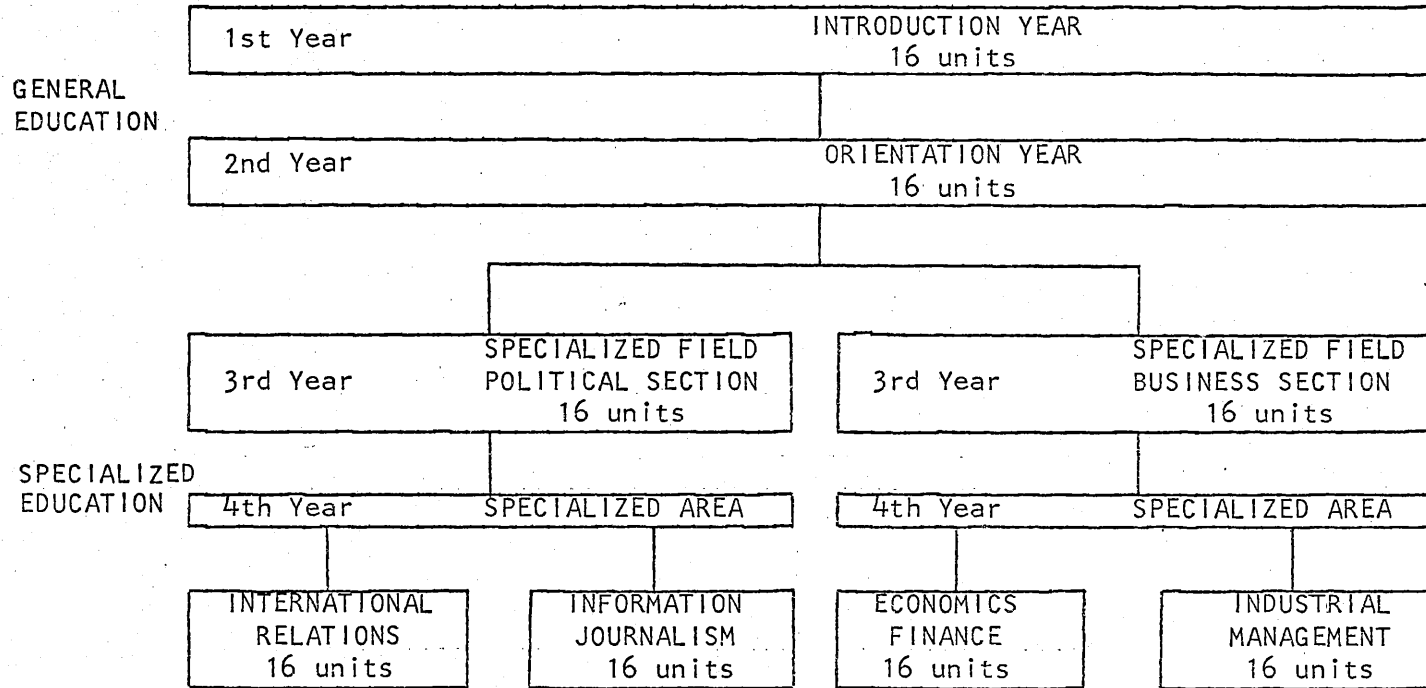 1st Year
INTRODUCTION YEAR
16 units
GENERAL
EDUCATION
2nd Year
ORIENTATION YEAR
16 units
3rd Year
SPECIALIZED FIELD
POLITICAL SECTION
16 units
3rd Year
SPECIALIZED FIELD
BUSINESS SECTION
16 units
SPECIALIZED
EDUCATION
4th Year
SPECIALIZED AREA
4th Year
SPECIALIZED AREA
INTERNATIONAL
RELATIONS
16 units
INFORMATION
JOURNALISM
16 units
ECONOMICS
FINANCE
16 units
INDUSTRIAL
MANAGEMENT
16 units